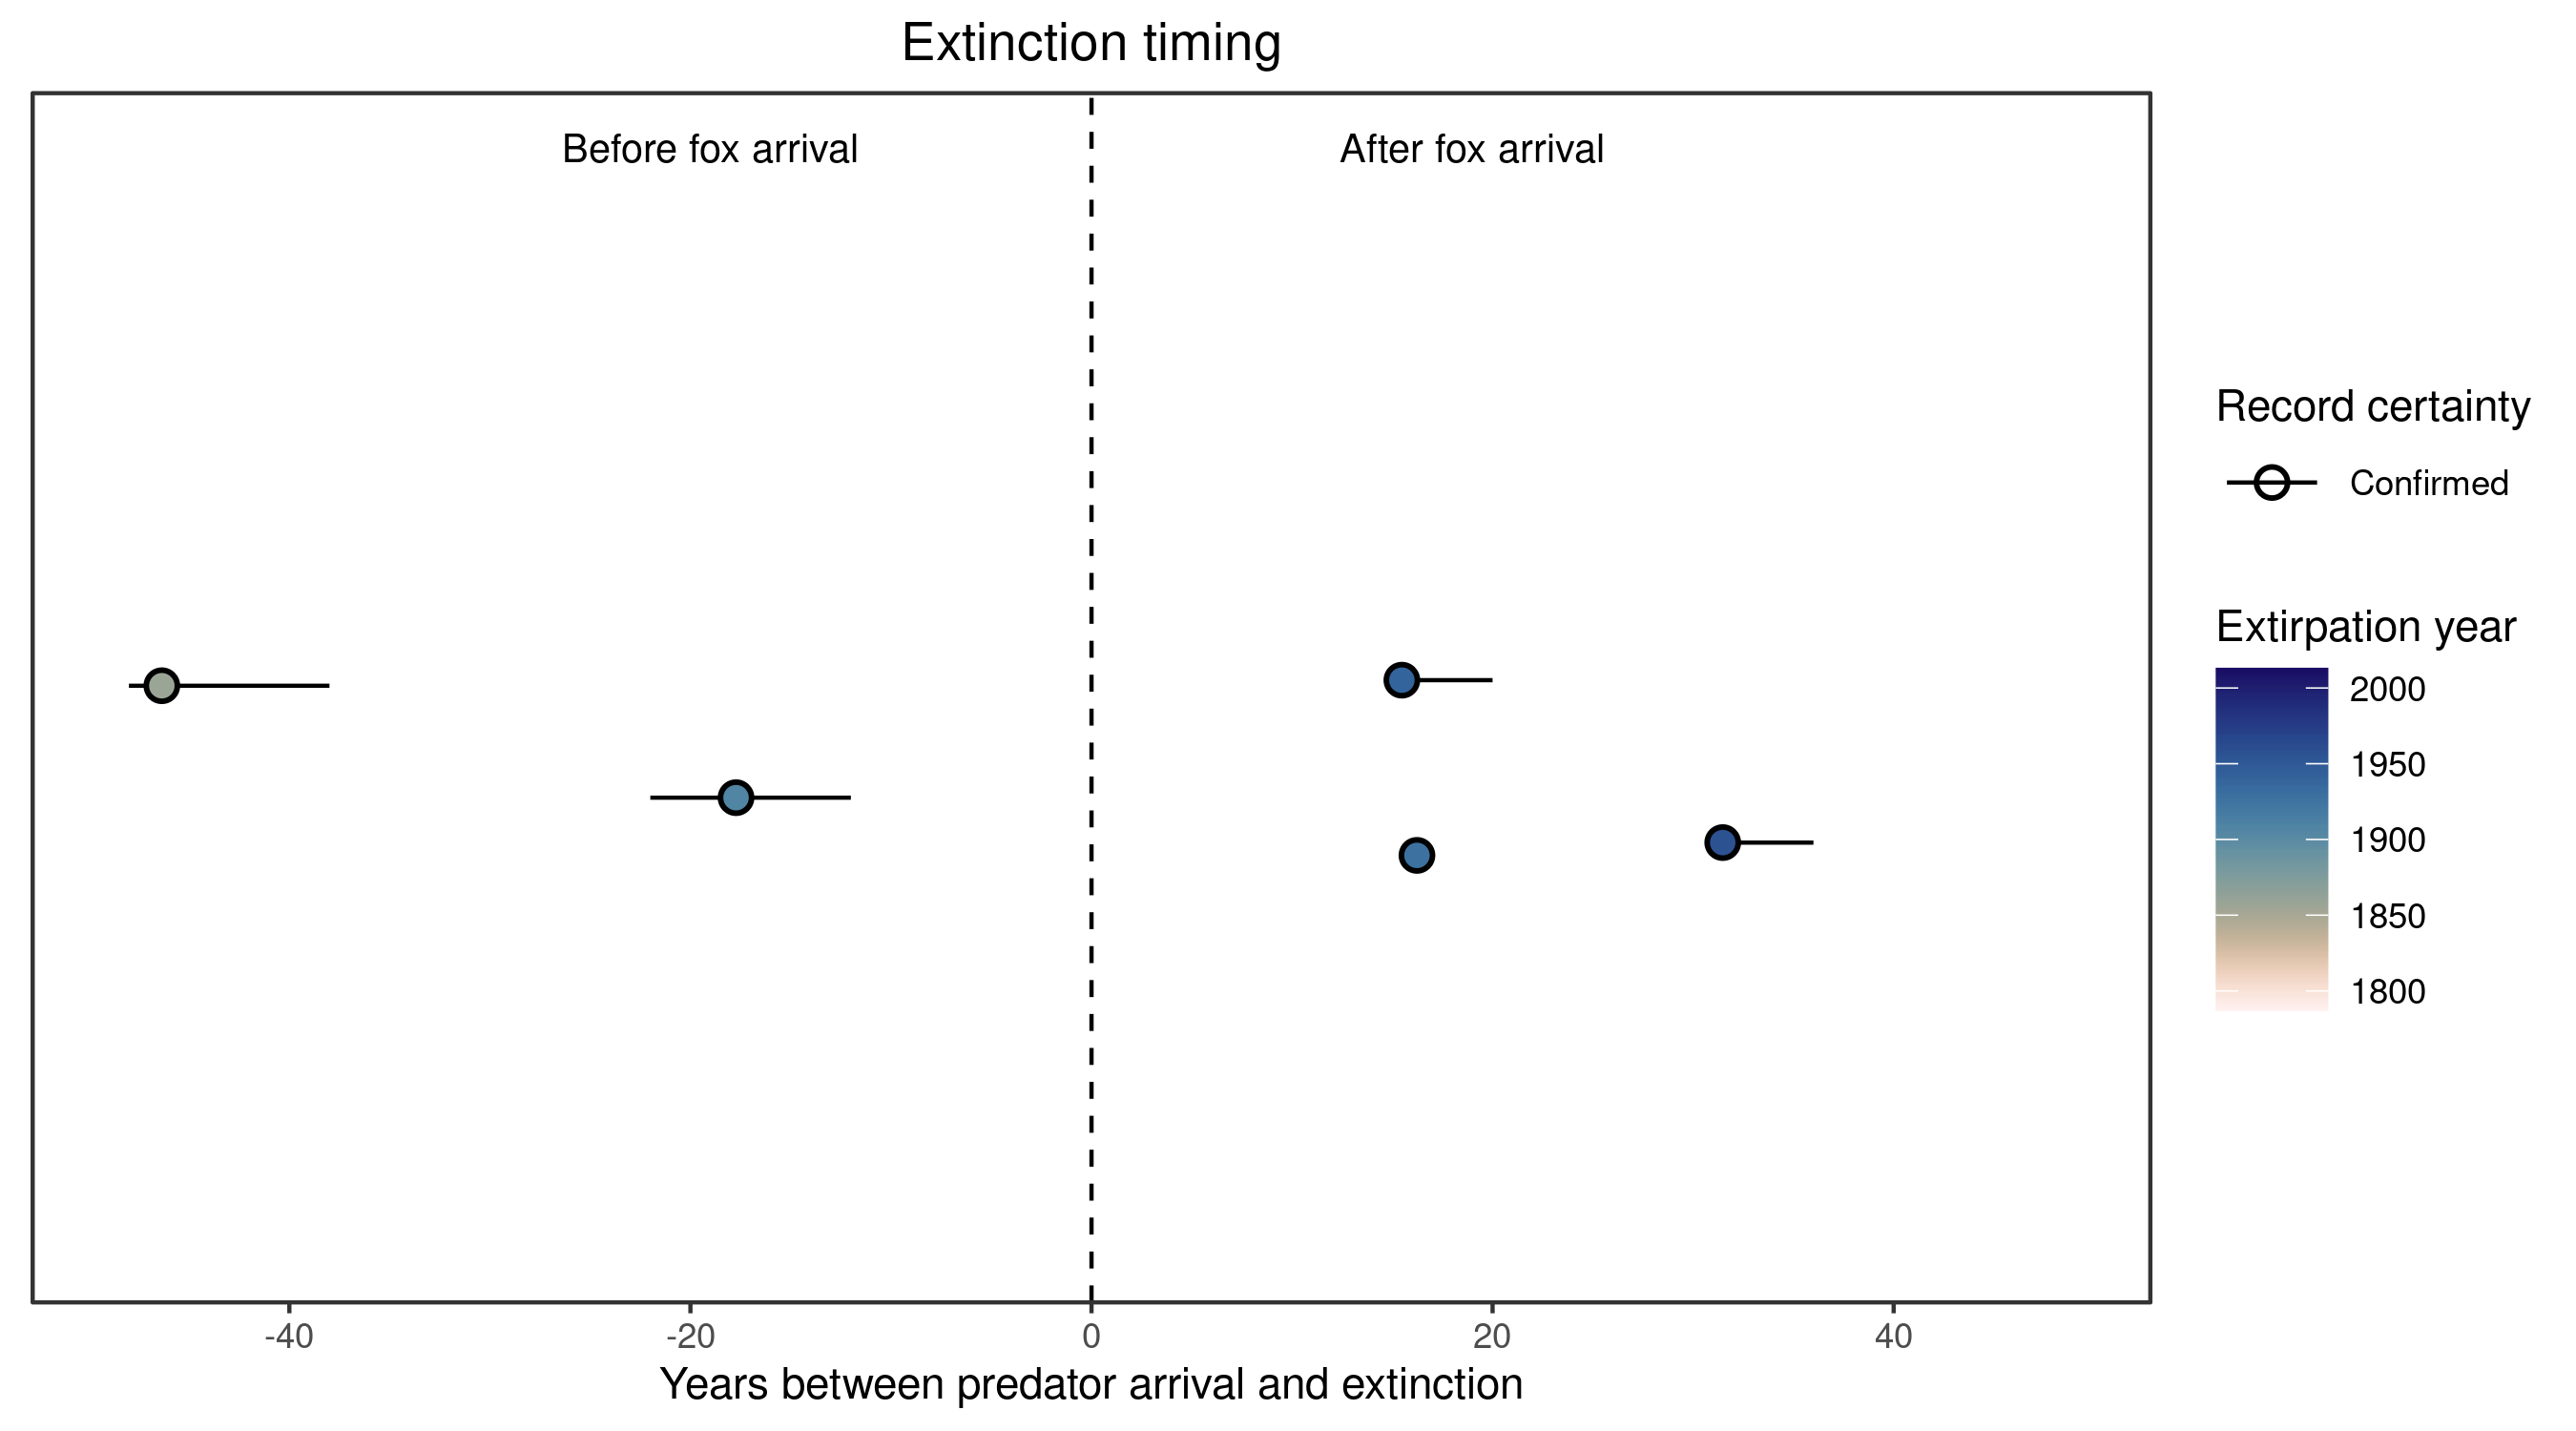 Extinction timing
Before fox arrival
After fox arrival
Record certainty
Confirmed
Extirpation year
2000
1950
1900
1850
1800
-40
-20
0
20
40
Years between predator arrival and extinction